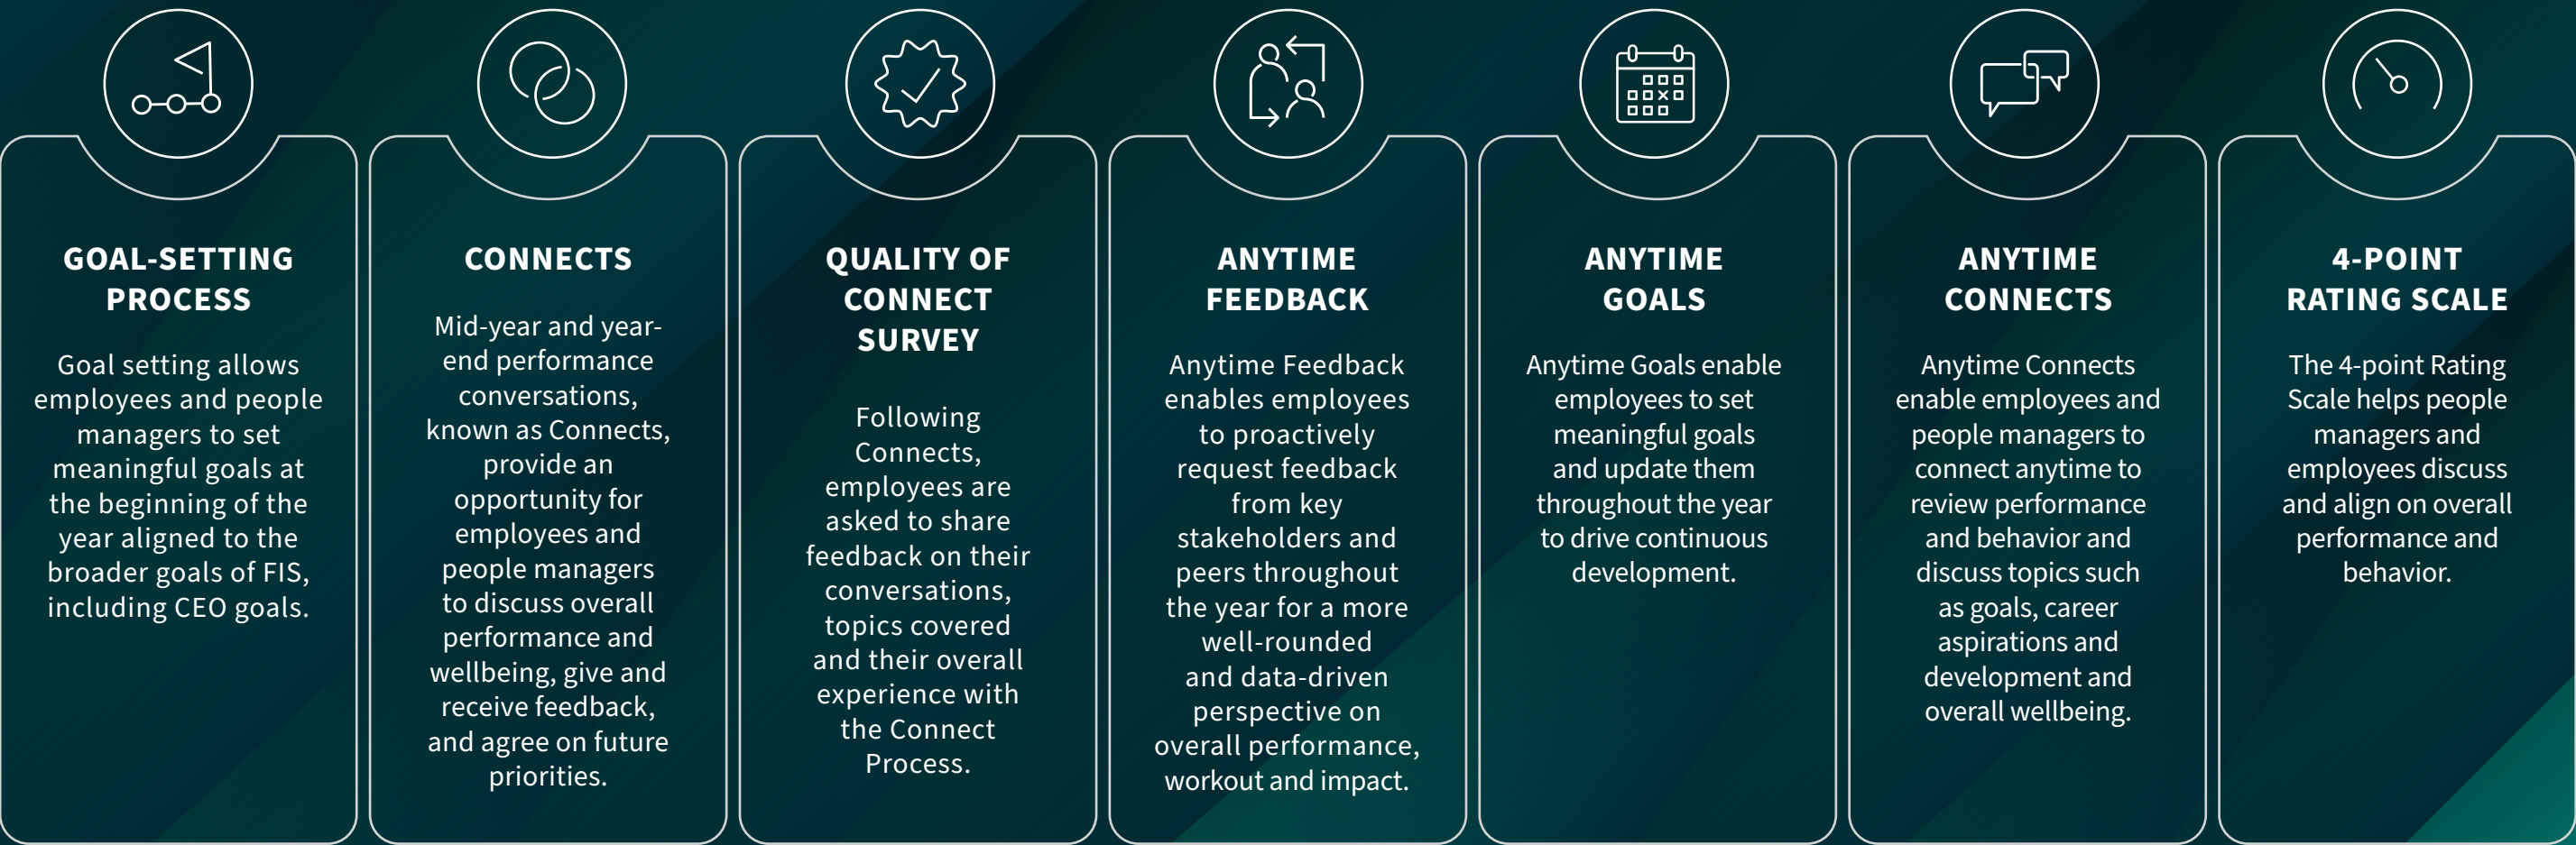 GOAL-SETTING
PROCESS
Goal setting allows
employees and people
managers to set
meaningful goals at
the beginning of the
year aligned to the
broader goals of FIS,
including CEO goals.
CONNECTS
Mid-year and year-
end performance
conversations,
known as Connects,
provide an
opportunity for
employees and
people managers
to discuss overall
performance and
wellbeing, give and
receive feedback,
and agree on future
priorities.
QUALITY OF
CONNECT
SURVEY
Following
Connects,
employees are
asked to share
feedback on their
conversations,
topics covered
and their overall
experience with
the Connect
Process.
ANYTIME
FEEDBACK
Anytime Feedback
enables employees
to proactively
request feedback
from key
stakeholders and
peers throughout
the year for a more
well-rounded
and data-driven
perspective on
overall performance,
workout and impact.
ANYTIME
GOALS
Anytime Goals enable
employees to set
meaningful goals
and update them
throughout the year
to drive continuous
development.
ANYTIME
CONNECTS
Anytime Connects
enable employees and
people managers to
connect anytime to
review performance
and behavior and
discuss topics such
as goals, career
aspirations and
development and
overall wellbeing.
4-POINT
RATING SCALE
The 4-point Rating
Scale helps people
managers and
employees discuss
and align on overall
performance and
behavior.